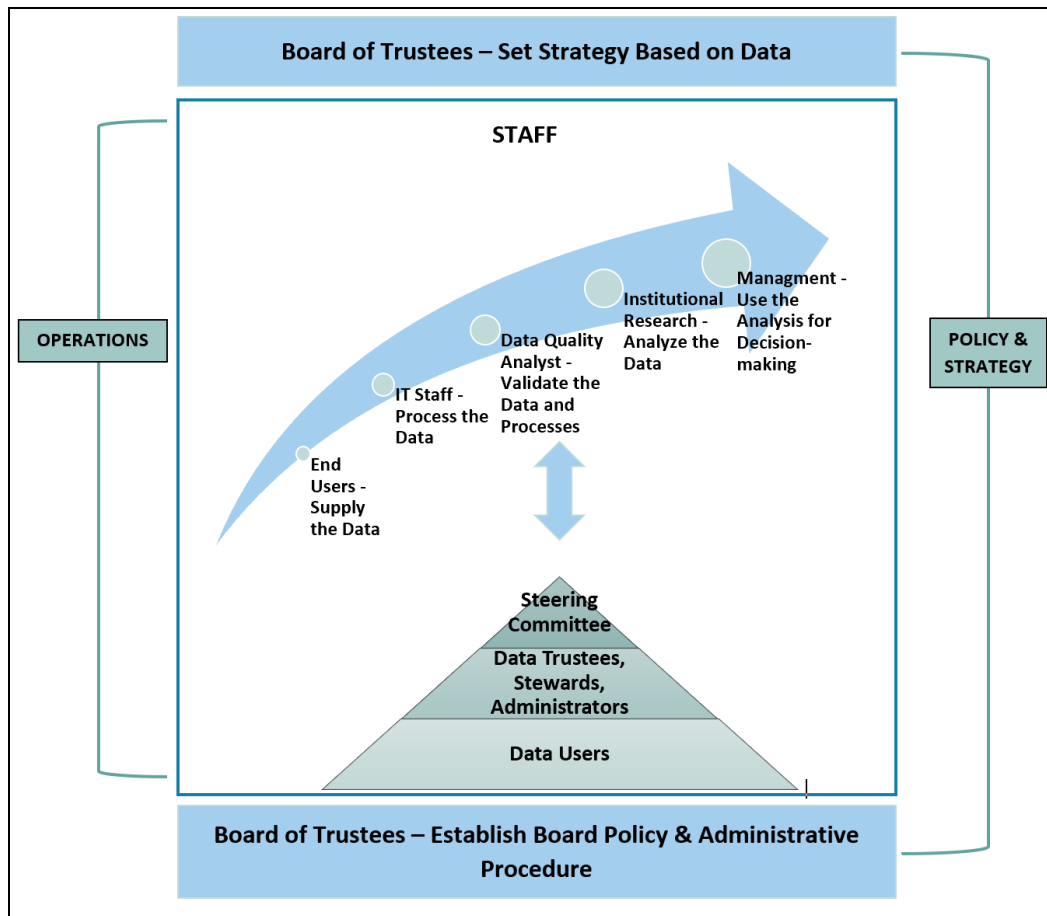 Board of Trustees – Set Strategy Based on Data
STAFF
OPERATIONS
POLICY &
STRATEGY
End
Users -
Supply
the Data
IT Staff -
Process the
Data
Data Quality
Analyst -
Validate the
Data and
Processes
Institutional
Research -
Analyze the
Data
Managment -
Use the
Analysis for
Decision-
making
Steering
Committee
Data Trustees,
Stewards,
Administrators
Data Users
Board of Trustees – Establish Board Policy & Administrative
Procedure